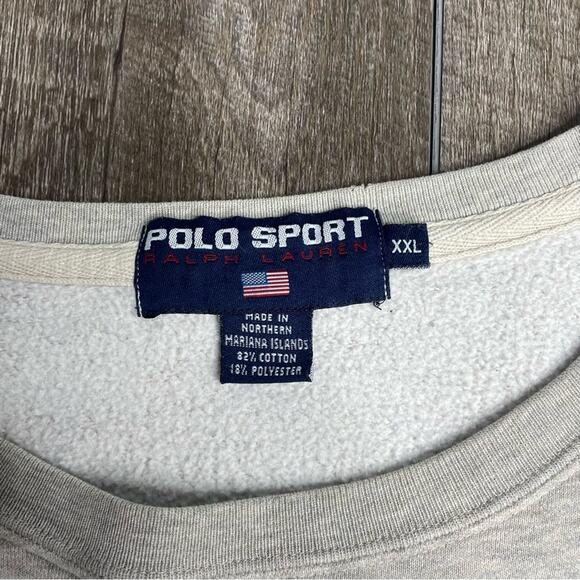 POLO SPORT
RALPH LAUREN
XXL
MADE IN
NORTHERN
MARIANA ISLANDS
82% COTTON
18% POLYESTER